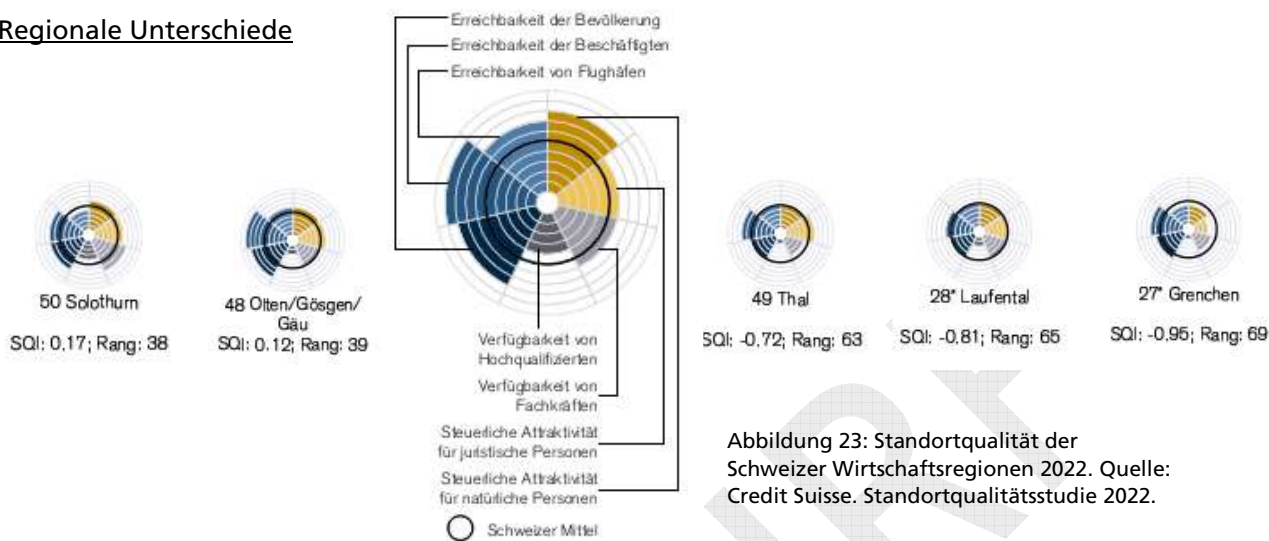 Regionale Unterschiede
Erreichbarkeit der Bevölkerung
Erreichbarkeit der Beschäftigten
Erreichbarkeit von Flughäfen
50 Solothurn
SQI: 0,17; Rang: 38
48 Olten/Gösgen/
Gäu
SQI: 0.12; Rang: 39
Verfügbarkeit von
Hochqualifizierten
Verfügbarkeit von
Fachkräften
Steuerliche Attraktivität
für juristische Personen
Steuerliche Attraktivität
für natürliche Personen
Schweizer Mittel
49 Thal
SQI: -0,72; Rang: 63
28* Laufental
SQI: -0,81; Rang: 65
27* Grenchen
SQI: -0,95; Rang: 69
Abbildung 23: Standortqualität der
Schweizer Wirtschaftsregionen 2022. Quelle:
Credit Suisse. Standortqualitätsstudie 2022.